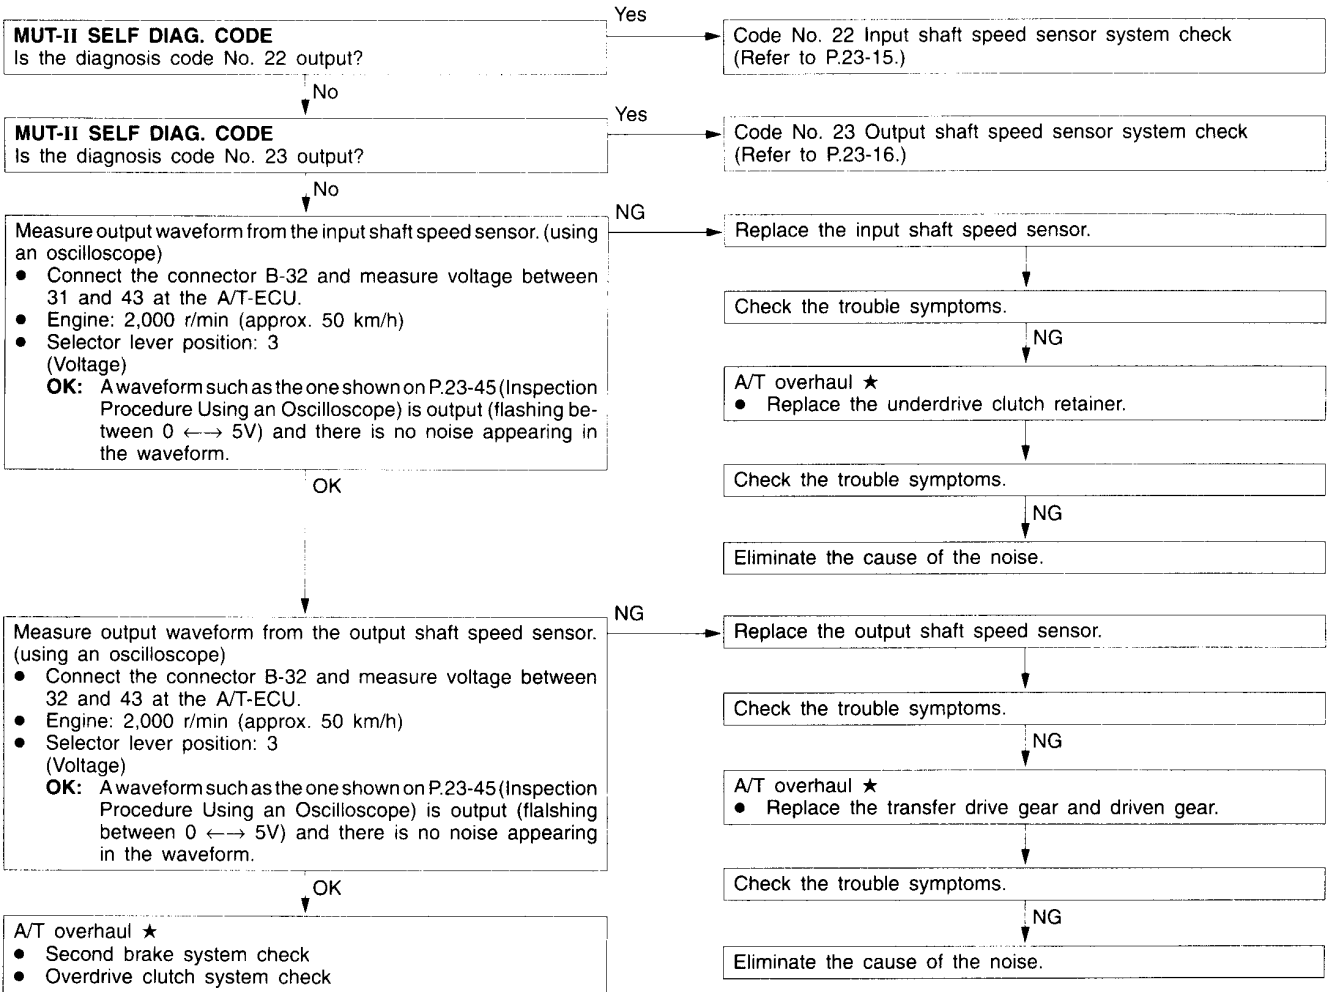 MUT-II SELF DIAG. CODE
Is the diagnosis code No. 22 output?
Yes
Code No. 22 Input shaft speed sensor system check
(Refer to P.23-15.)
No
MUT-II SELF DIAG. CODE
Is the diagnosis code No. 23 output?
Yes
Code No. 23 Output shaft speed sensor system check
(Refer to P.23-16.)
No
Measure output waveform from the input shaft speed sensor. (using
an oscilloscope)
● Connect the connector B-32 and measure voltage between
31 and 43 at the A/T-ECU.
● Engine: 2,000 r/min (approx. 50 km/h)
● Selector lever position: 3
(Voltage)
OK: A waveform such as the one shown on P.23-45 (Inspection
Procedure Using an Oscilloscope) is output (flashing be-
tween 0 ←→ 5V) and there is no noise appearing in
the waveform.
NG
Replace the input shaft speed sensor.
Check the trouble symptoms.
NG
A/T overhaul ★
● Replace the underdrive clutch retainer.
Check the trouble symptoms.
NG
Eliminate the cause of the noise.
OK
Measure output waveform from the output shaft speed sensor.
(using an oscilloscope)
● Connect the connector B-32 and measure voltage between
32 and 43 at the A/T-ECU.
● Engine: 2,000 r/min (approx. 50 km/h)
● Selector lever position: 3
(Voltage)
OK: A waveform such as the one shown on P.23-45 (Inspection
Procedure Using an Oscilloscope) is output (flalshing
between 0 ←→ 5V) and there is no noise appearing
in the waveform.
NG
Replace the output shaft speed sensor.
Check the trouble symptoms.
NG
A/T overhaul ★
● Replace the transfer drive gear and driven gear.
Check the trouble symptoms.
NG
Eliminate the cause of the noise.
OK
A/T overhaul ★
● Second brake system check
● Overdrive clutch system check